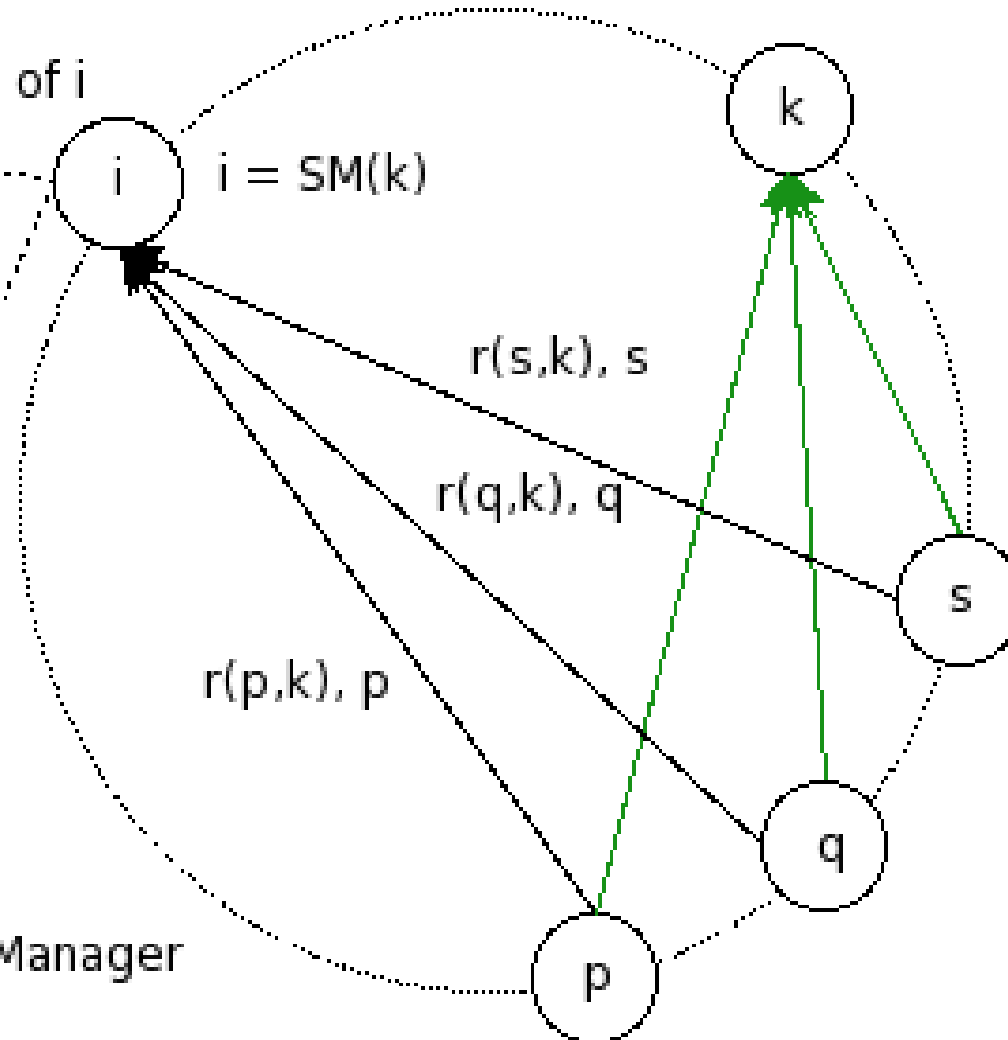 of i
k
i
i = SM(k)
r(s,k), s
r(q,k), q
s
r(p,k), p
q
Manager
p